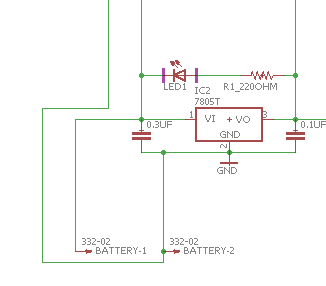 LED1
R1_220OHM
IC2
7805T
1
VI
+ VO
3
GND
2
0.3UF
0.1UF
GND
332-02
BATTERY-1
332-02
BATTERY-2